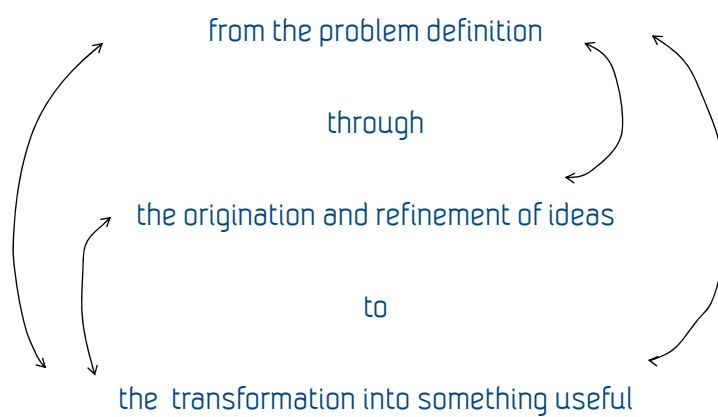 from the problem definition
through
the origination and refinement of ideas
to
the  transformation into something useful